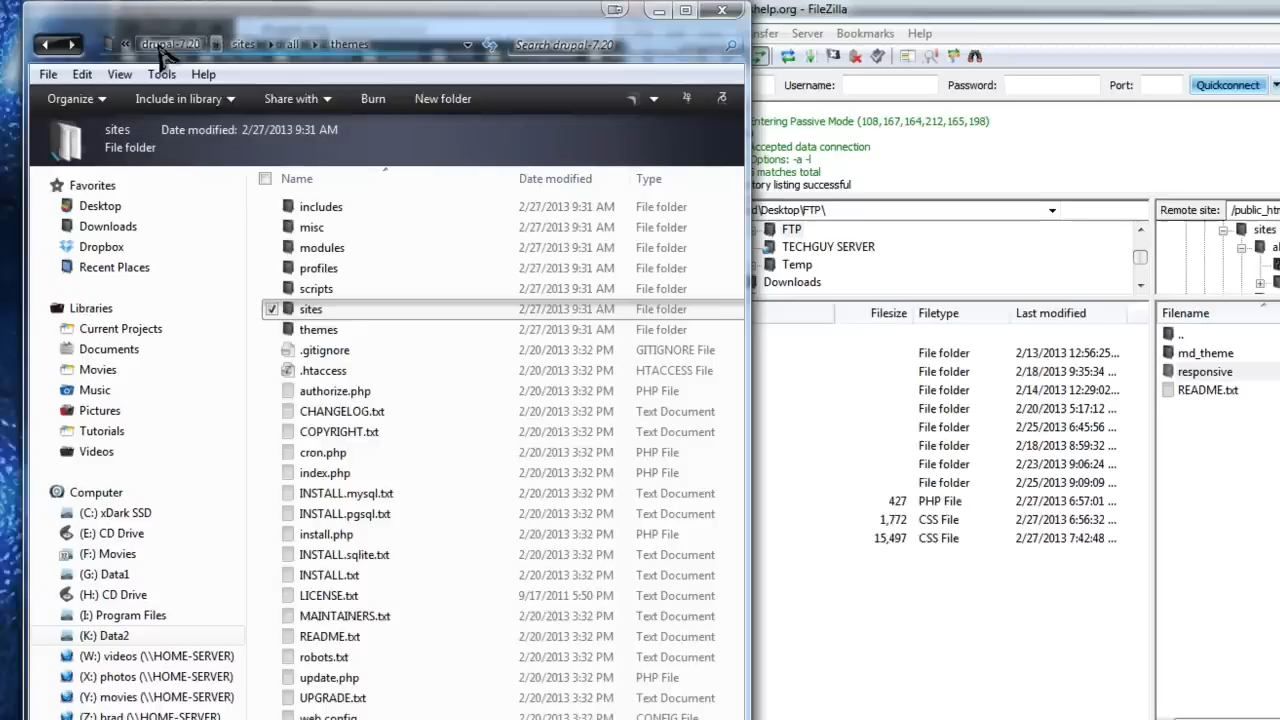 shelp.org - FileZilla
« drupal-7.20 sites all themes
Search drupal-7.20
nsfer Server Bookmarks Help
File Edit View Tools Help
Username: Password: Port: Quickconnect
Organize Include in library Share with Burn New folder
Entering Passive Mode (108,167,164,212,165,198)
sites Date modified: 2/27/2013 9:31 AM
File folder
Accepted data connection
Options: -a -l
matches total
tory listing successful
Name Date modified Type
Favorites
Desktop
Downloads
Dropbox
Recent Places
Libraries
Current Projects
Documents
Movies
Music
Pictures
Tutorials
Videos
Computer
(C:) xDark SSD
(E:) CD Drive
(F:) Movies
(G:) Data1
(H:) CD Drive
(I:) Program Files
(K:) Data2
(W:) videos (\\HOME-SERVER)
(X:) photos (\\HOME-SERVER)
(Y:) movies (\\HOME-SERVER)
(Z:) brad (\\HOME-SERVER)
includes 2/27/2013 9:31 AM File folder
misc 2/27/2013 9:31 AM File folder
modules 2/27/2013 9:31 AM File folder
profiles 2/27/2013 9:31 AM File folder
scripts 2/27/2013 9:31 AM File folder
sites 2/27/2013 9:31 AM File folder
themes 2/27/2013 9:31 AM File folder
.gitignore 2/20/2013 3:32 PM GITIGNORE File
.htaccess 2/20/2013 3:32 PM HTACCESS File
authorize.php 2/20/2013 3:32 PM PHP File
CHANGELOG.txt 2/20/2013 3:32 PM Text Document
COPYRIGHT.txt 2/20/2013 3:32 PM Text Document
cron.php 2/20/2013 3:32 PM PHP File
index.php 2/20/2013 3:32 PM PHP File
INSTALL.mysql.txt 2/20/2013 3:32 PM Text Document
INSTALL.pgsql.txt 2/20/2013 3:32 PM Text Document
install.php 2/20/2013 3:32 PM PHP File
INSTALL.sqlite.txt 2/20/2013 3:32 PM Text Document
INSTALL.txt 2/20/2013 3:32 PM Text Document
LICENSE.txt 9/17/2011 5:50 PM Text Document
MAINTAINERS.txt 2/20/2013 3:32 PM Text Document
README.txt 2/20/2013 3:32 PM Text Document
robots.txt 2/20/2013 3:32 PM Text Document
update.php 2/20/2013 3:32 PM PHP File
UPGRADE.txt 2/20/2013 3:32 PM Text Document
web.config 2/20/2013 3:32 PM CONFIG File
d\Desktop\FTP\
FTP
TECHGUY SERVER
Temp
Downloads
Remote site: /public_ht
sites
Filesize Filetype Last modified
File folder 2/13/2013 12:56:25...
File folder 2/18/2013 9:35:34 ...
File folder 2/14/2013 12:29:02...
File folder 2/20/2013 5:17:12 ...
File folder 2/25/2013 6:45:56 ...
File folder 2/18/2013 8:59:32 ...
File folder 2/23/2013 9:06:24 ...
File folder 2/25/2013 9:09:09 ...
427 PHP File 2/27/2013 6:57:01 ...
1,772 CSS File 2/27/2013 6:56:32 ...
15,497 CSS File 2/27/2013 7:42:48 ...
Filename
..
md_theme
responsive
README.txt